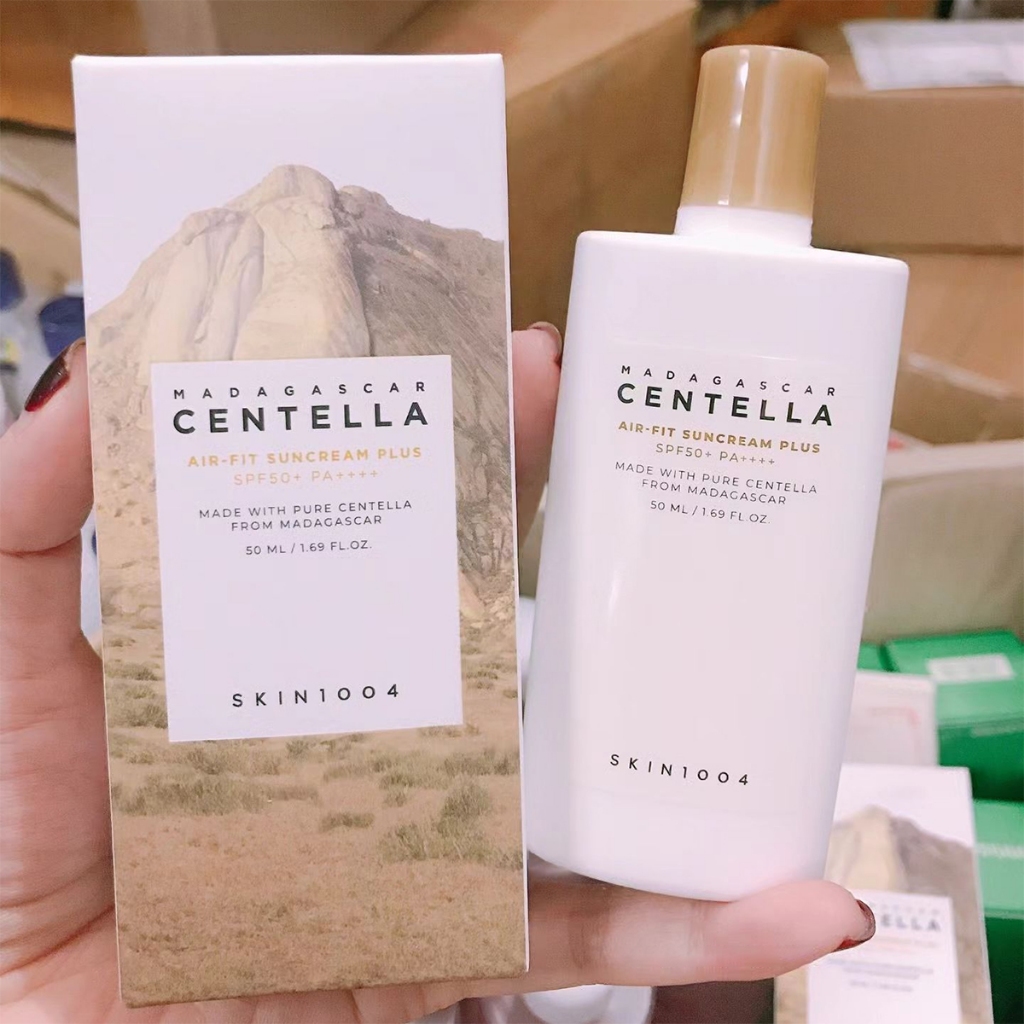 MADAGASCAR
CENTELLA
AIR-FIT SUNCREAM PLUS
SPF50+ PA++++
MADE WITH PURE CENTELLA
FROM MADAGASCAR
50 ML / 1.69 FL.OZ.
SKIN1004
MADAGASCAR
CENTELLA
AIR-FIT SUNCREAM PLUS
SPF50+ PA++++
MADE WITH PURE CENTELLA
FROM MADAGASCAR
50 ML / 1.69 FL.OZ.
SKIN1004
ELLA